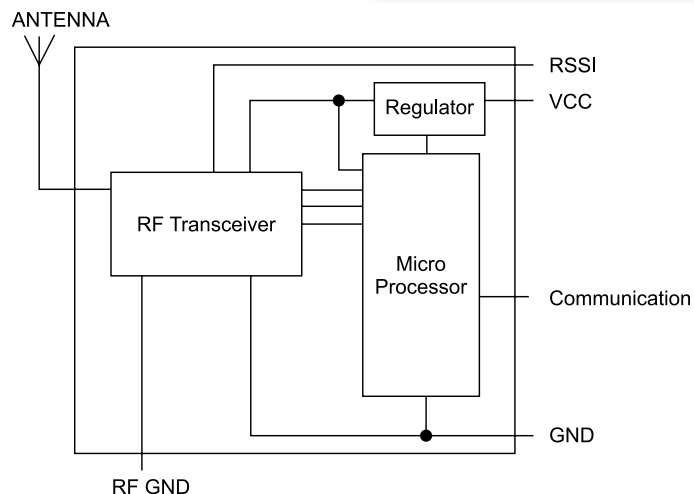 ANTENNA
RSSI
VCC
Regulator
RF Transceiver
Micro
Processor
Communication
GND
RF GND